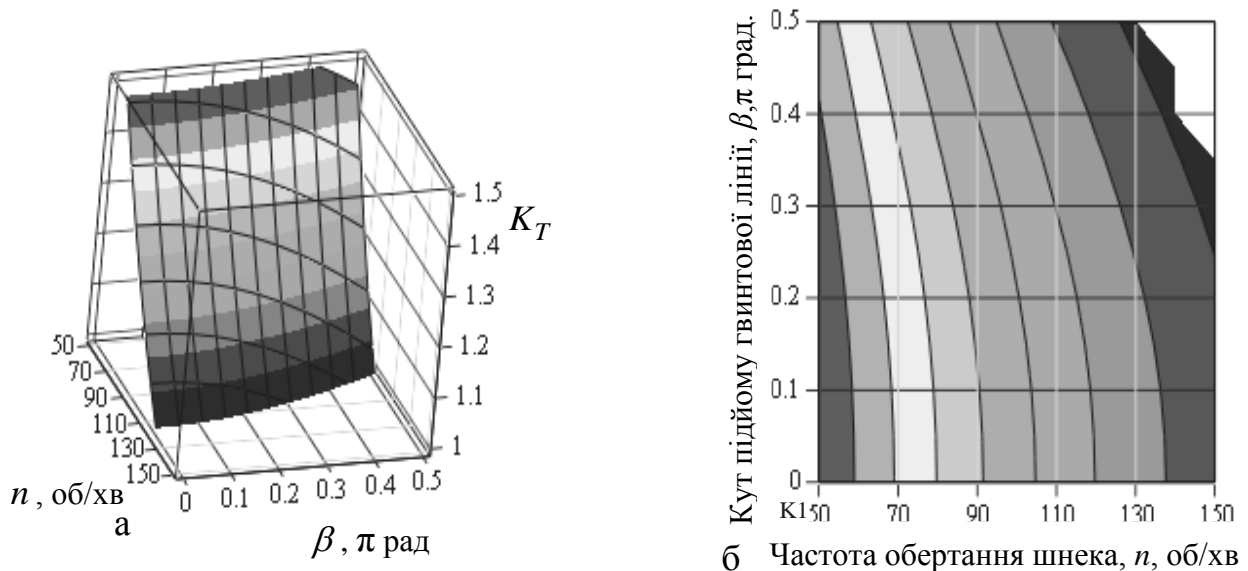 1.5
K_T
1.4
1.3
1.2
1.1
1
50
70
90
110
130
150
n , об/хв
0 0.1 0.2 0.3 0.4 0.5
а
β , π рад
Кут підйому гвинтової лінії, β,π град.
0.5
0.4
0.3
0.2
0.1
0
K1 50 70 90 110 130 150
б Частота обертання шнека, n, об/хв